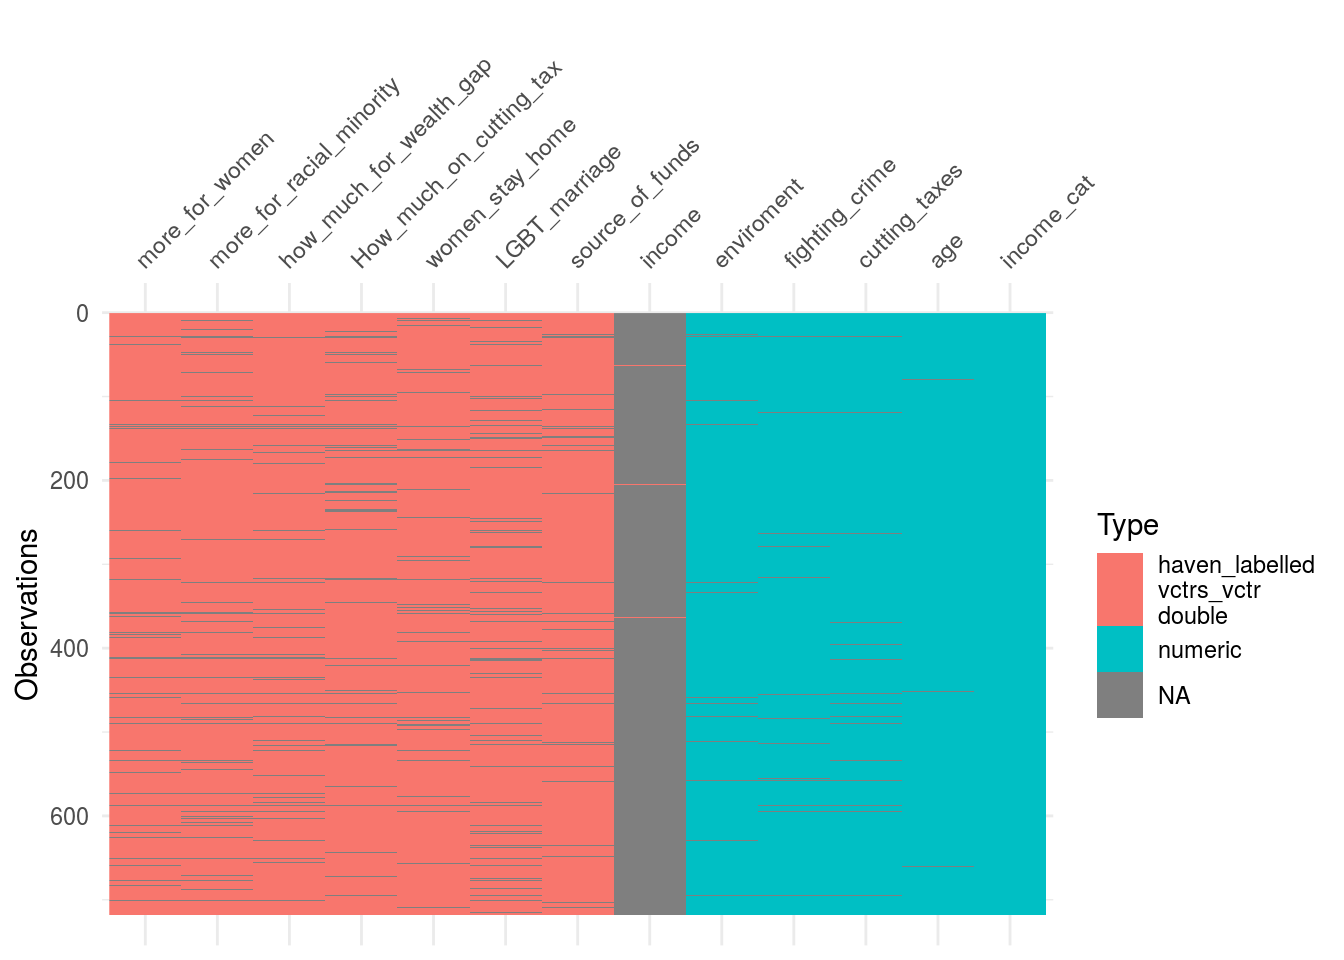 more_for_women
more_for_racial_minority
how_much_for_wealth_gap
How_much_on_cutting_tax
women_stay_home
LGBT_marriage
source_of_funds
income
enviroment
fighting_crime
cutting_taxes
age
income_cat
0
200
400
600
Observations
Type
haven_labelled
vctrs_vctr
double
numeric
NA